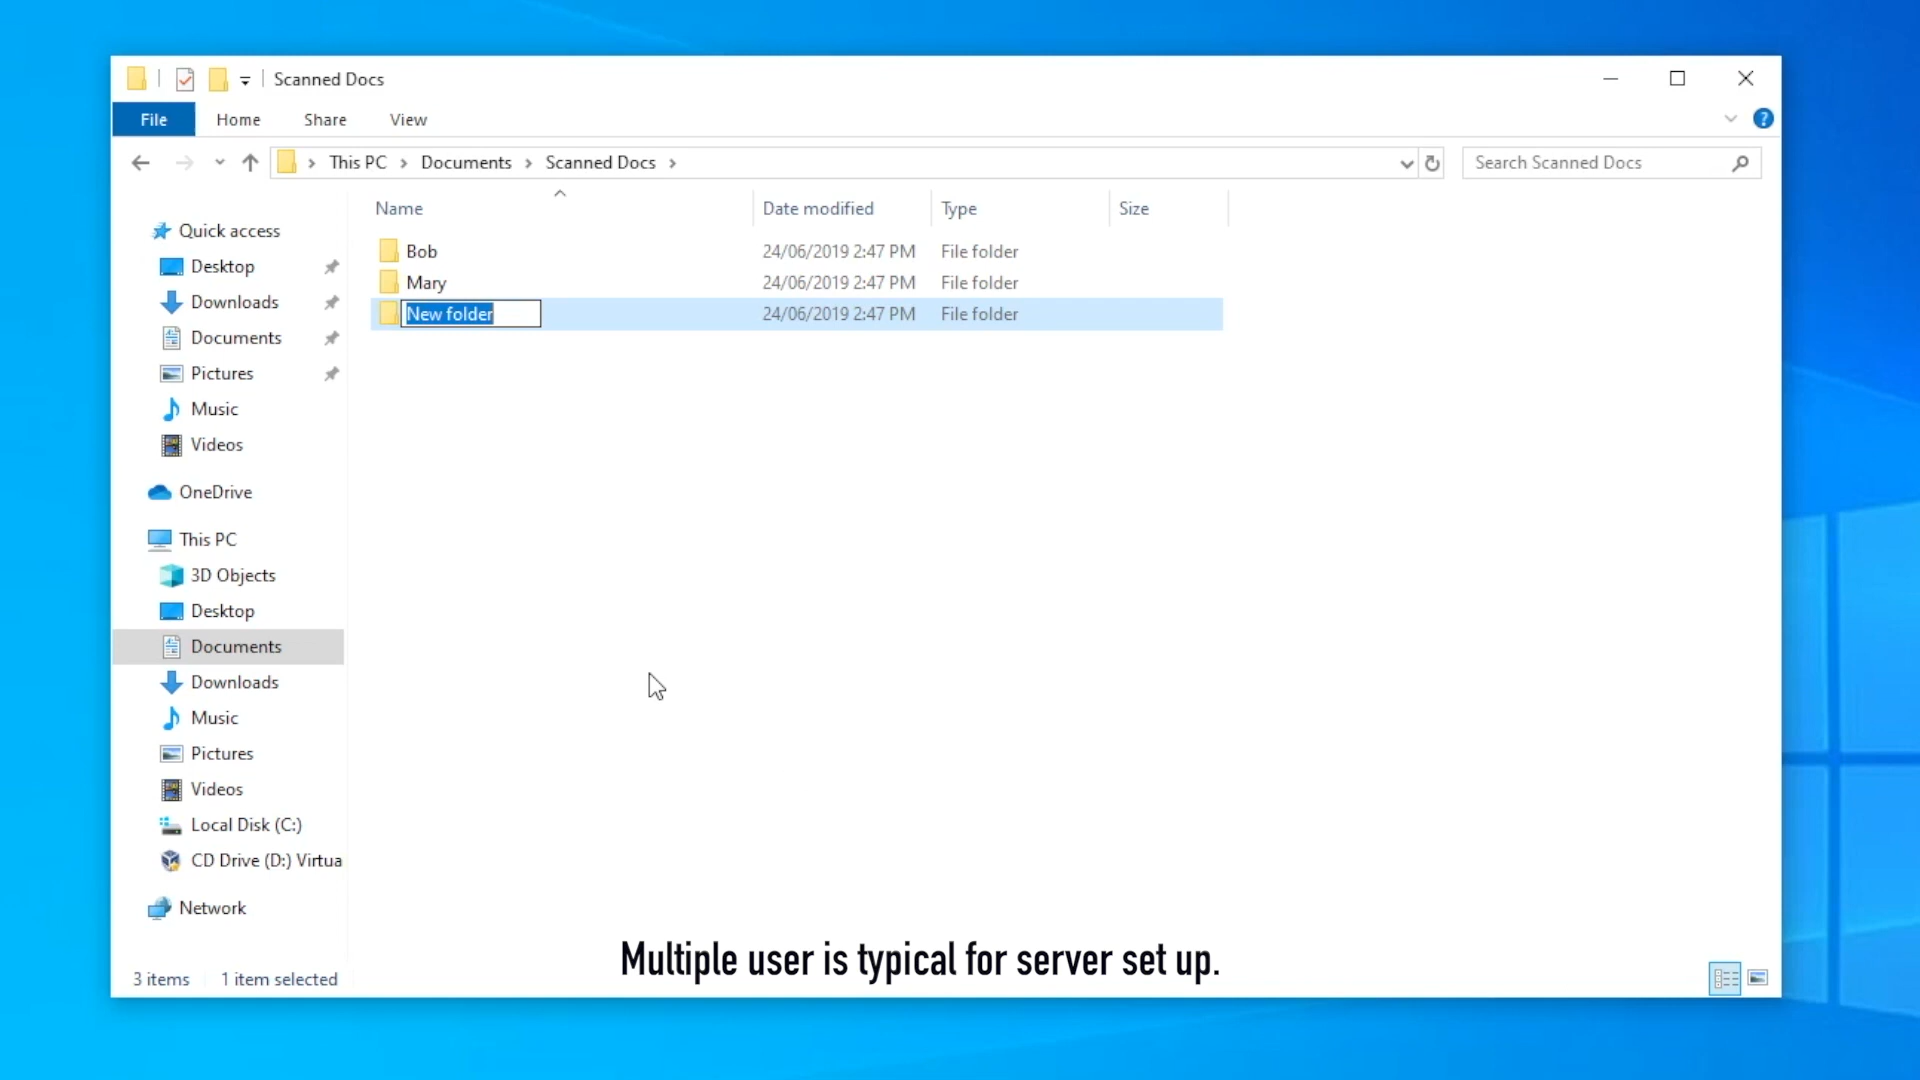 Scanned Docs
File Home Share View
This PC Documents Scanned Docs
Search Scanned Docs
Name Date modified Type Size
Quick access
Desktop
Downloads
Documents
Pictures
Music
Videos
OneDrive
This PC
3D Objects
Desktop
Documents
Downloads
Music
Pictures
Videos
Local Disk (C:)
CD Drive (D:) Virtua
Network
Bob 24/06/2019 2:47 PM File folder
Mary 24/06/2019 2:47 PM File folder
New folder 24/06/2019 2:47 PM File folder
Multiple user is typical for server set up.
3 items 1 item selected